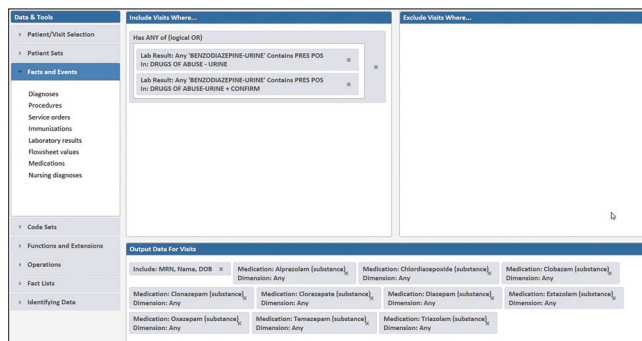 Data & Tools
Patient/Visit Selection
Patient Sets
Facts and Events
Diagnoses
Procedures
Service orders
Immunizations
Laboratory results
Flowsheet values
Medications
Nursing diagnoses
Code Sets
Functions and Extensions
Operations
Fact Lists
Identifying Data
Include Visits Where...
Has ANY of (logical OR)
Lab Result: Any 'BENZODIAZEPINE-URINE' Contains PRES POS
In: DRUGS OF ABUSE - URINE
Lab Result: Any 'BENZODIAZEPINE-URINE' Contains PRES POS
In: DRUGS OF ABUSE-URINE + CONFIRM
Exclude Visits Where...
Output Data For Visits
Include: MRN, Name, DOB
Medication: Alprazolam (substance)
Dimension: Any
Medication: Chlordiazepoxide (substance)
Dimension: Any
Medication: Clobazam (substance)
Dimension: Any
Medication: Clonazepam (substance)
Dimension: Any
Medication: Clorazepate (substance)
Dimension: Any
Medication: Diazepam (substance)
Dimension: Any
Medication: Estazolam (substance)
Dimension: Any
Medication: Oxazepam (substance)
Dimension: Any
Medication: Temazepam (substance)
Dimension: Any
Medication: Triazolam (substance)
Dimension: Any